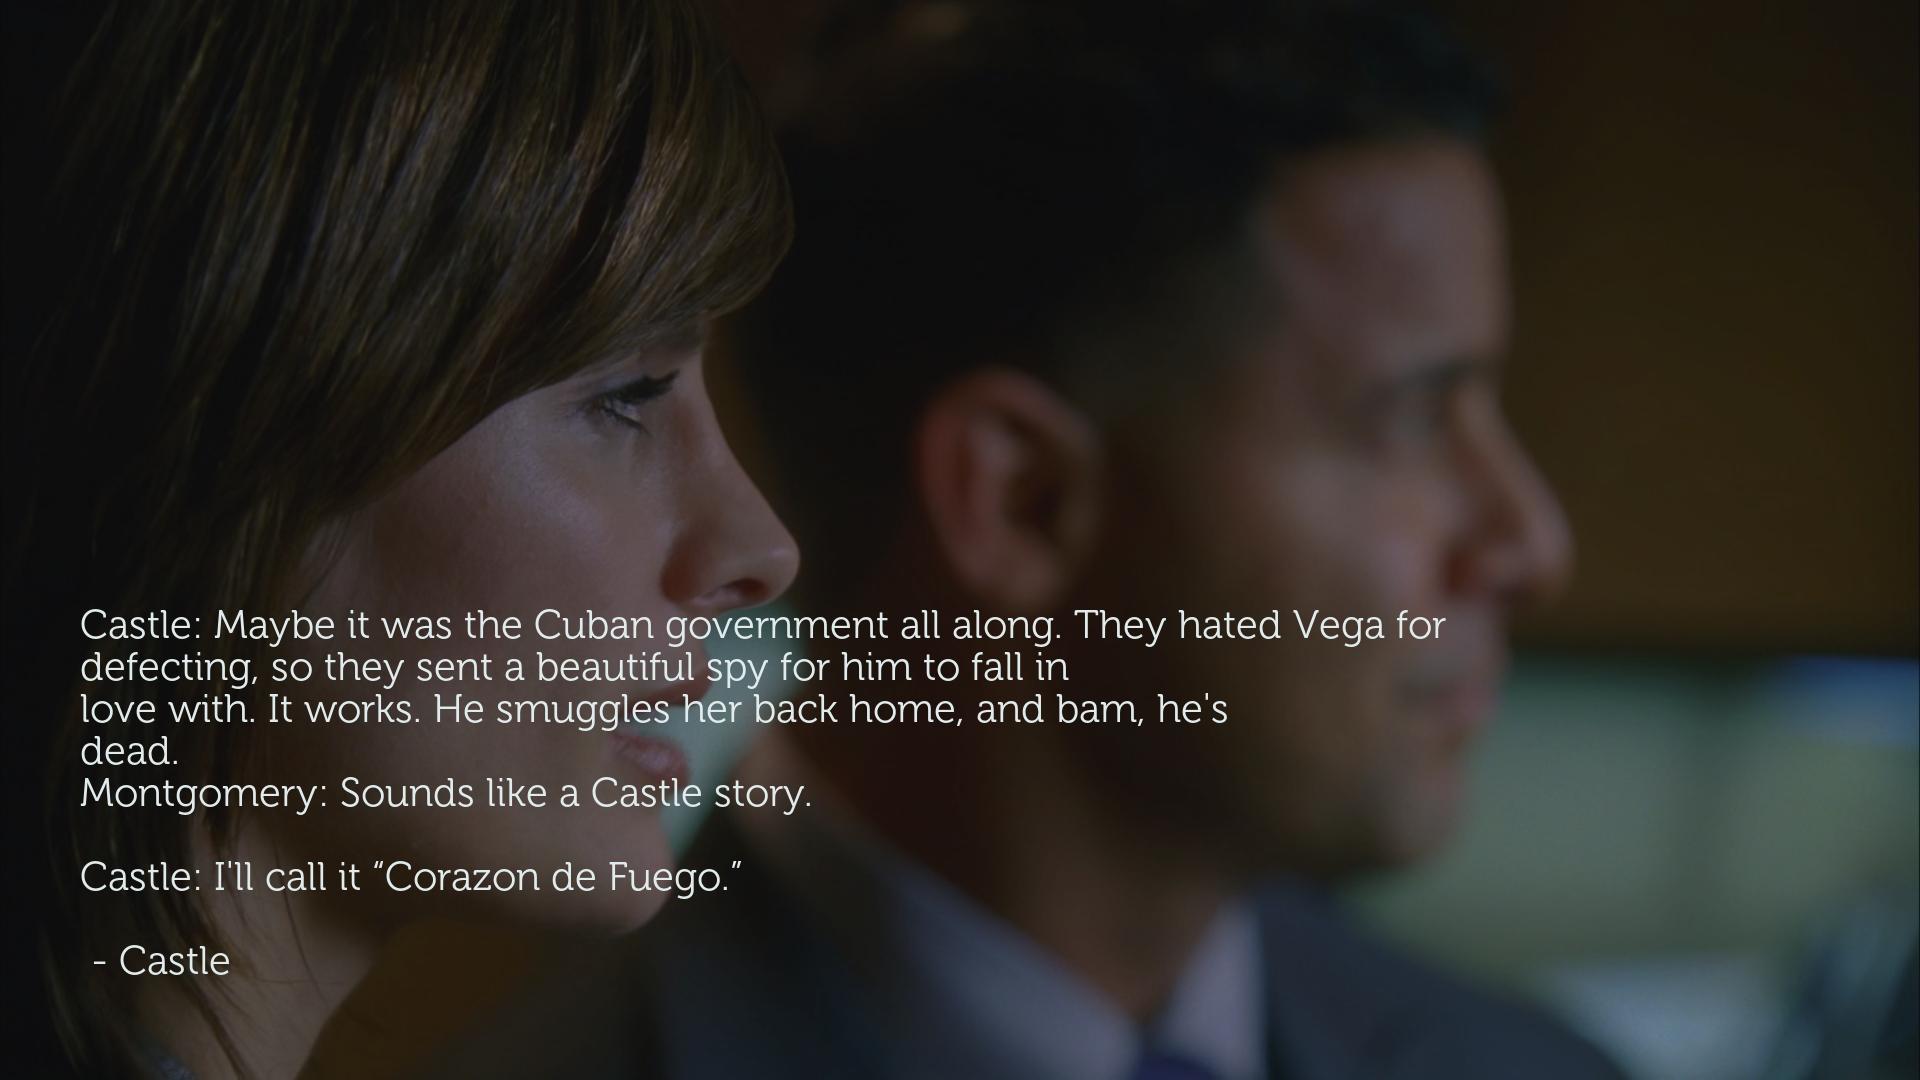 Castle: Maybe it was the Cuban government all along. They hated Vega for
defecting, so they sent a beautiful spy for him to fall in
love with. It works. He smuggles her back home, and bam, he's
dead.
Montgomery: Sounds like a Castle story.
Castle: I'll call it “Corazon de Fuego.”
- Castle